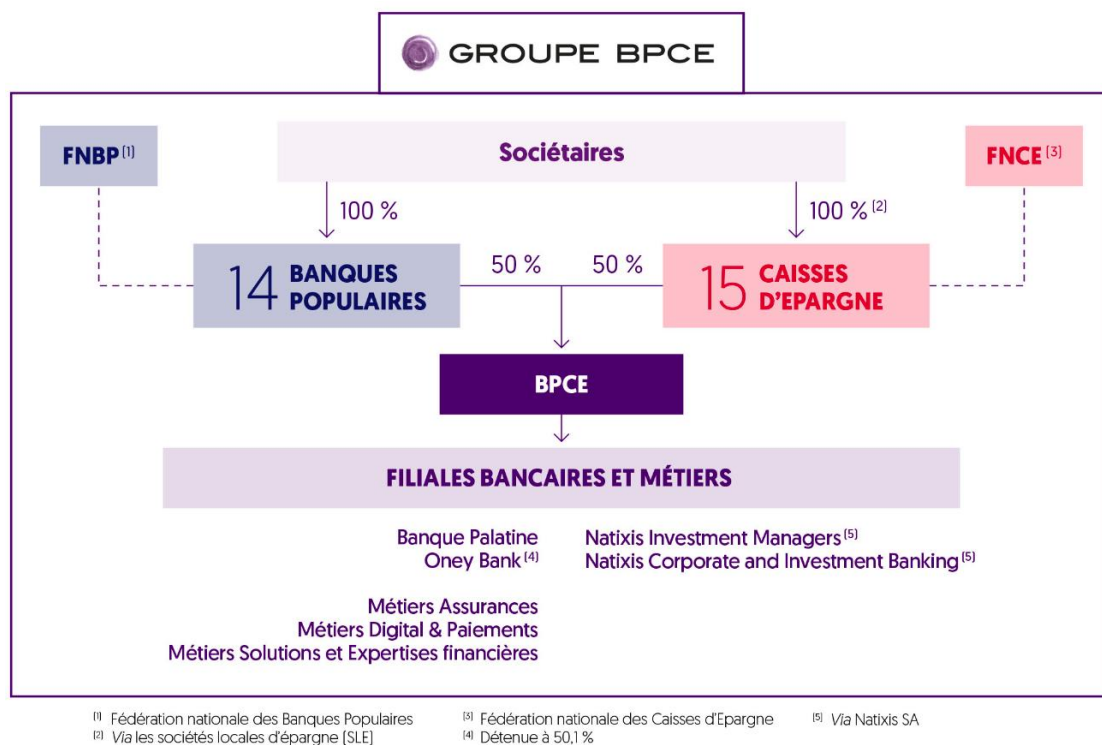 GROUPE BPCE
FNBP (1)
Sociétaires
FNCE (3)
100 %
100 % (2)
14 BANQUES
POPULAIRES
50 %
50 %
15 CAISSES
D'EPARGNE
BPCE
FILIALES BANCAIRES ET MÉTIERS
Banque Palatine
Oney Bank (4)
Natixis Investment Managers (5)
Natixis Corporate and Investment Banking (5)
Métiers Assurances
Métiers Digital & Paiements
Métiers Solutions et Expertises financières
(1) Fédération nationale des Banques Populaires
(2) Via les sociétés locales d'épargne (SLE)
(3) Fédération nationale des Caisses d'Epargne
(4) Détenue à 50,1 %
(5) Via Natixis SA